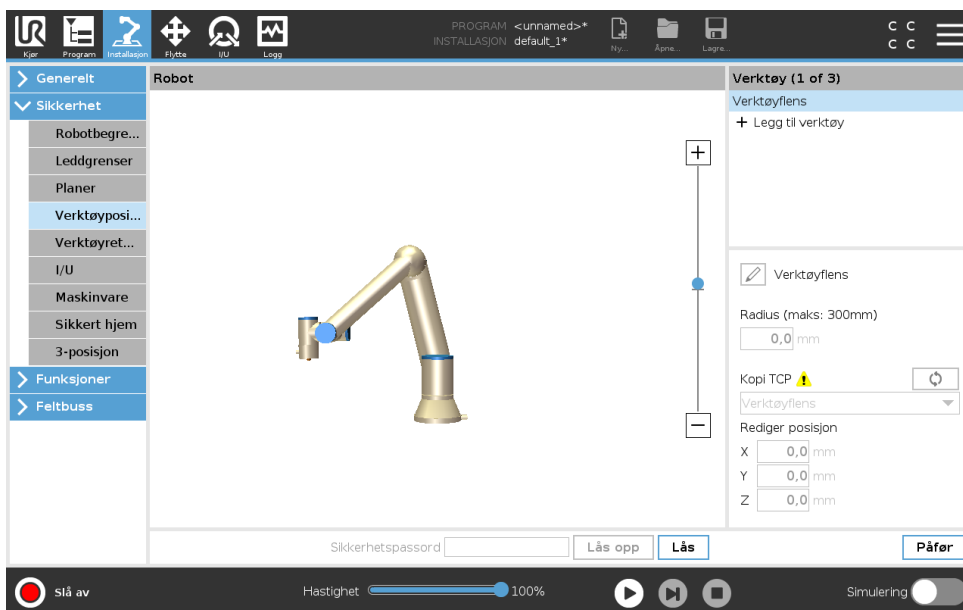 UR
PROGRAM <unnamed>*
INSTALLASJON default_1*
Kjør Program Installasjon Flytte I/U Logg
Ny... Åpne... Lagre...
C C
C C
Generelt
Sikkerhet
Robotbegre...
Leddgrenser
Planer
Verktøyposi...
Verktøyret...
I/U
Maskinvare
Sikkert hjem
3-posisjon
Funksjoner
Feltbuss
Robot
+
−
Verktøy (1 of 3)
Verktøyflens
+ Legg til verktøy
Verktøyflens
Radius (maks: 300mm)
0,0 mm
Kopi TCP
Verktøyflens
Rediger posisjon
X 0,0 mm
Y 0,0 mm
Z 0,0 mm
Sikkerhetspassord Lås opp Lås Påfør
Slå av Hastighet 100% Simulering